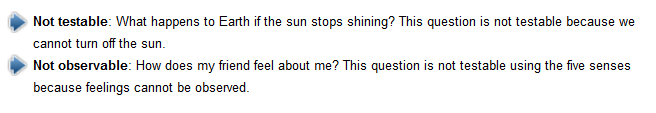 Not testable: What happens to Earth if the sun stops shining? This question is not testable because we
cannot turn off the sun.
Not observable: How does my friend feel about me? This question is not testable using the five senses
because feelings cannot be observed.